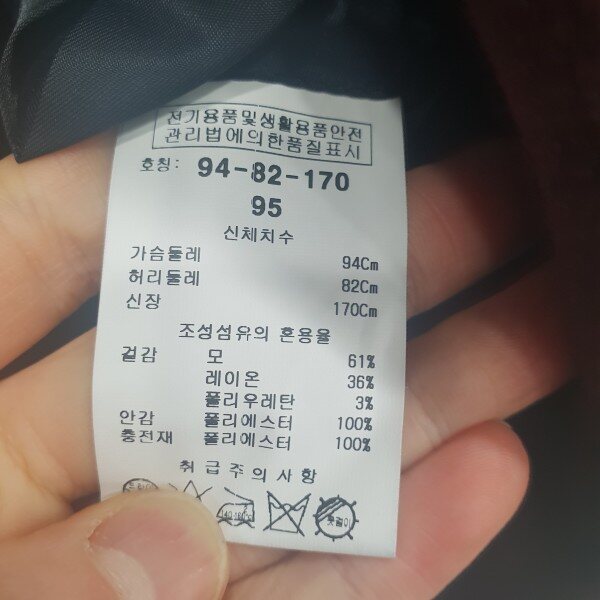 전기용품및생활용품안전
관리법에의한품질표시
호칭: 94-82-170
95
신체치수
가슴둘레 94Cm
허리둘레 82Cm
신장 170Cm
조성섬유의 혼용율
겉감 모 61%
레이온 36%
폴리우레탄 3%
안감 폴리에스터 100%
충전재 폴리에스터 100%
취급주의사항
옷걸이